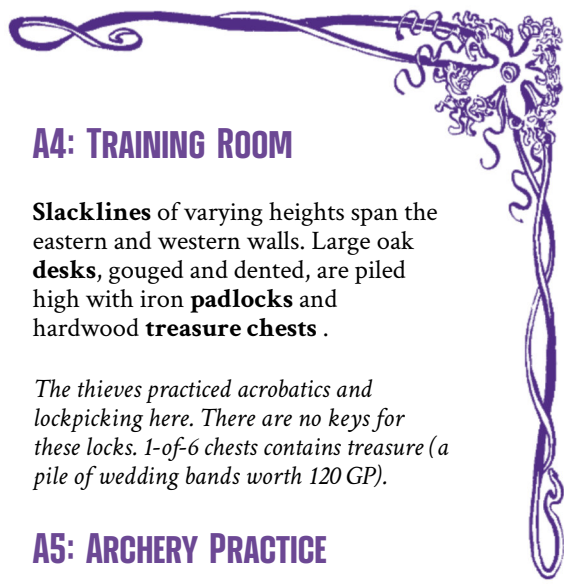 A4: Training Room
Slacklines of varying heights span the
eastern and western walls. Large oak
desks, gouged and dented, are piled
high with iron padlocks and
hardwood treasure chests .
The thieves practiced acrobatics and
lockpicking here. There are no keys for
these locks. 1-of-6 chests contains treasure (a
pile of wedding bands worth 120 GP).
A5: Archery Practice